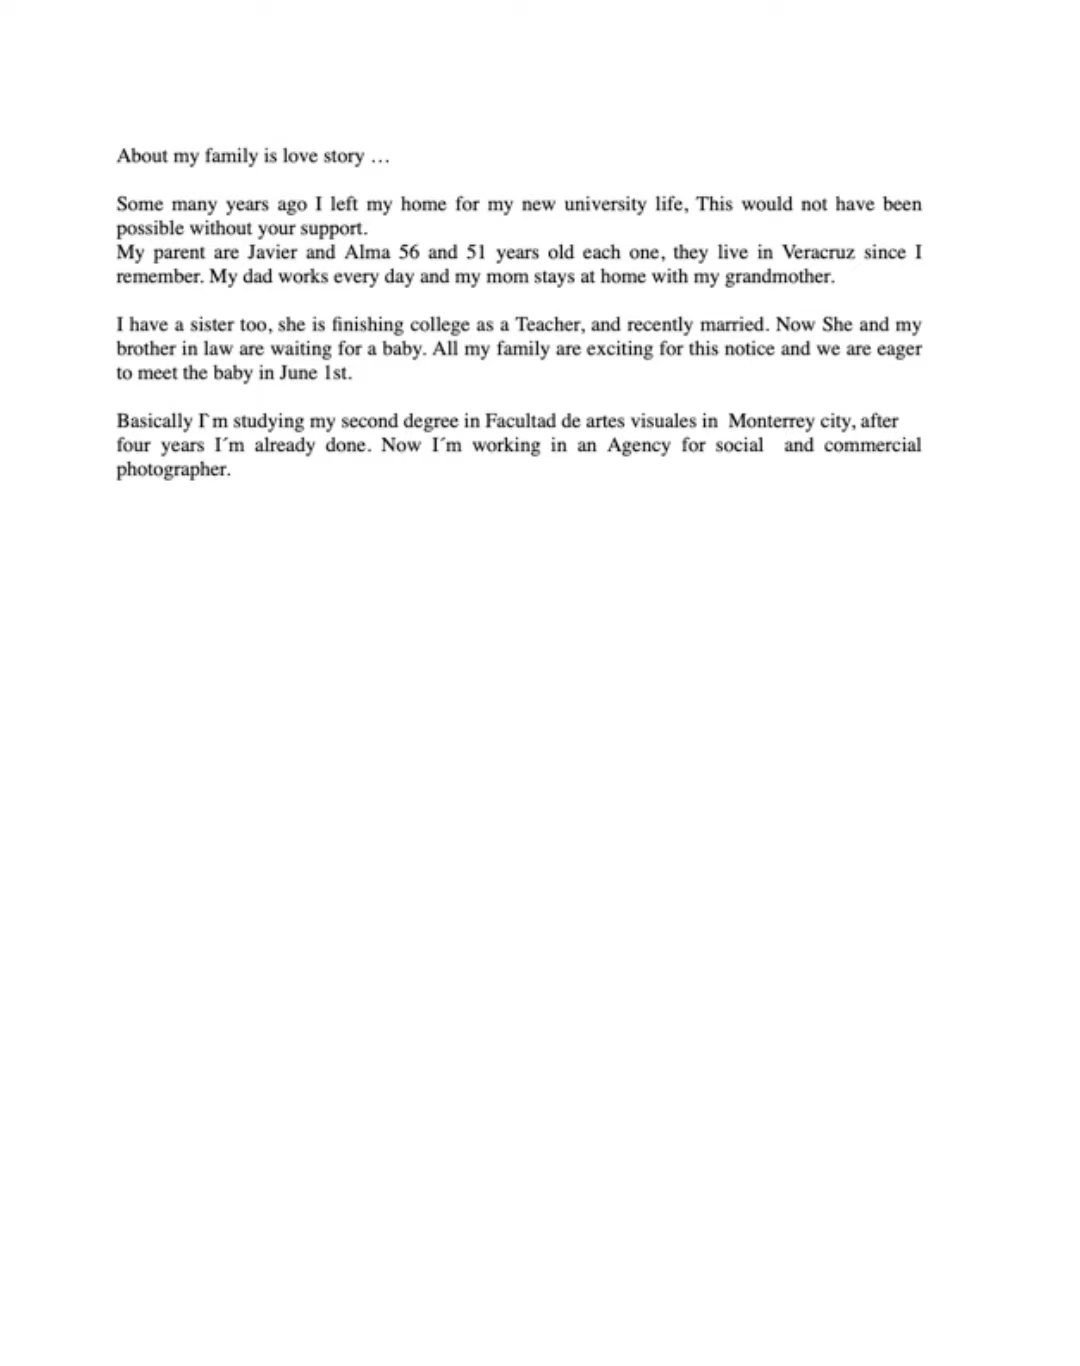 About my family is love story …
Some many years ago I left my home for my new university life, This would not have been
possible without your support.
My parent are Javier and Alma 56 and 51 years old each one, they live in Veracruz since I
remember. My dad works every day and my mom stays at home with my grandmother.
I have a sister too, she is finishing college as a Teacher, and recently married. Now She and my
brother in law are waiting for a baby. All my family are exciting for this notice and we are eager
to meet the baby in June 1st.
Basically I`m studying my second degree in Facultad de artes visuales in  Monterrey city, after
four years I´m already done. Now I´m working in an Agency for social  and commercial
photographer.